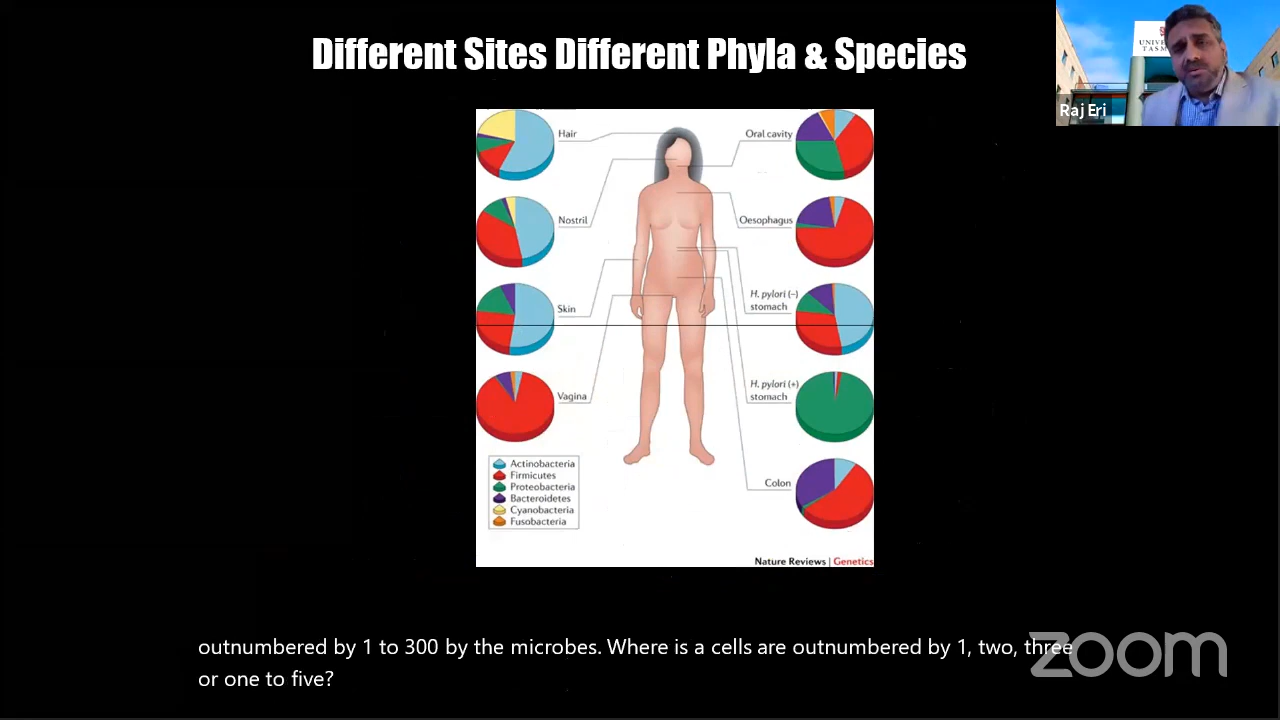 Different Sites Different Phyla & Species
Raj Eri
Hair
Oral cavity
Nostril
Oesophagus
Skin
H. pylori (−)
stomach
Vagina
H. pylori (+)
stomach
Colon
Actinobacteria
Firmicutes
Proteobacteria
Bacteroidetes
Cyanobacteria
Fusobacteria
Nature Reviews | Genetics
outnumbered by 1 to 300 by the microbes. Where is a cells are outnumbered by 1, two, three
or one to five?
zoom